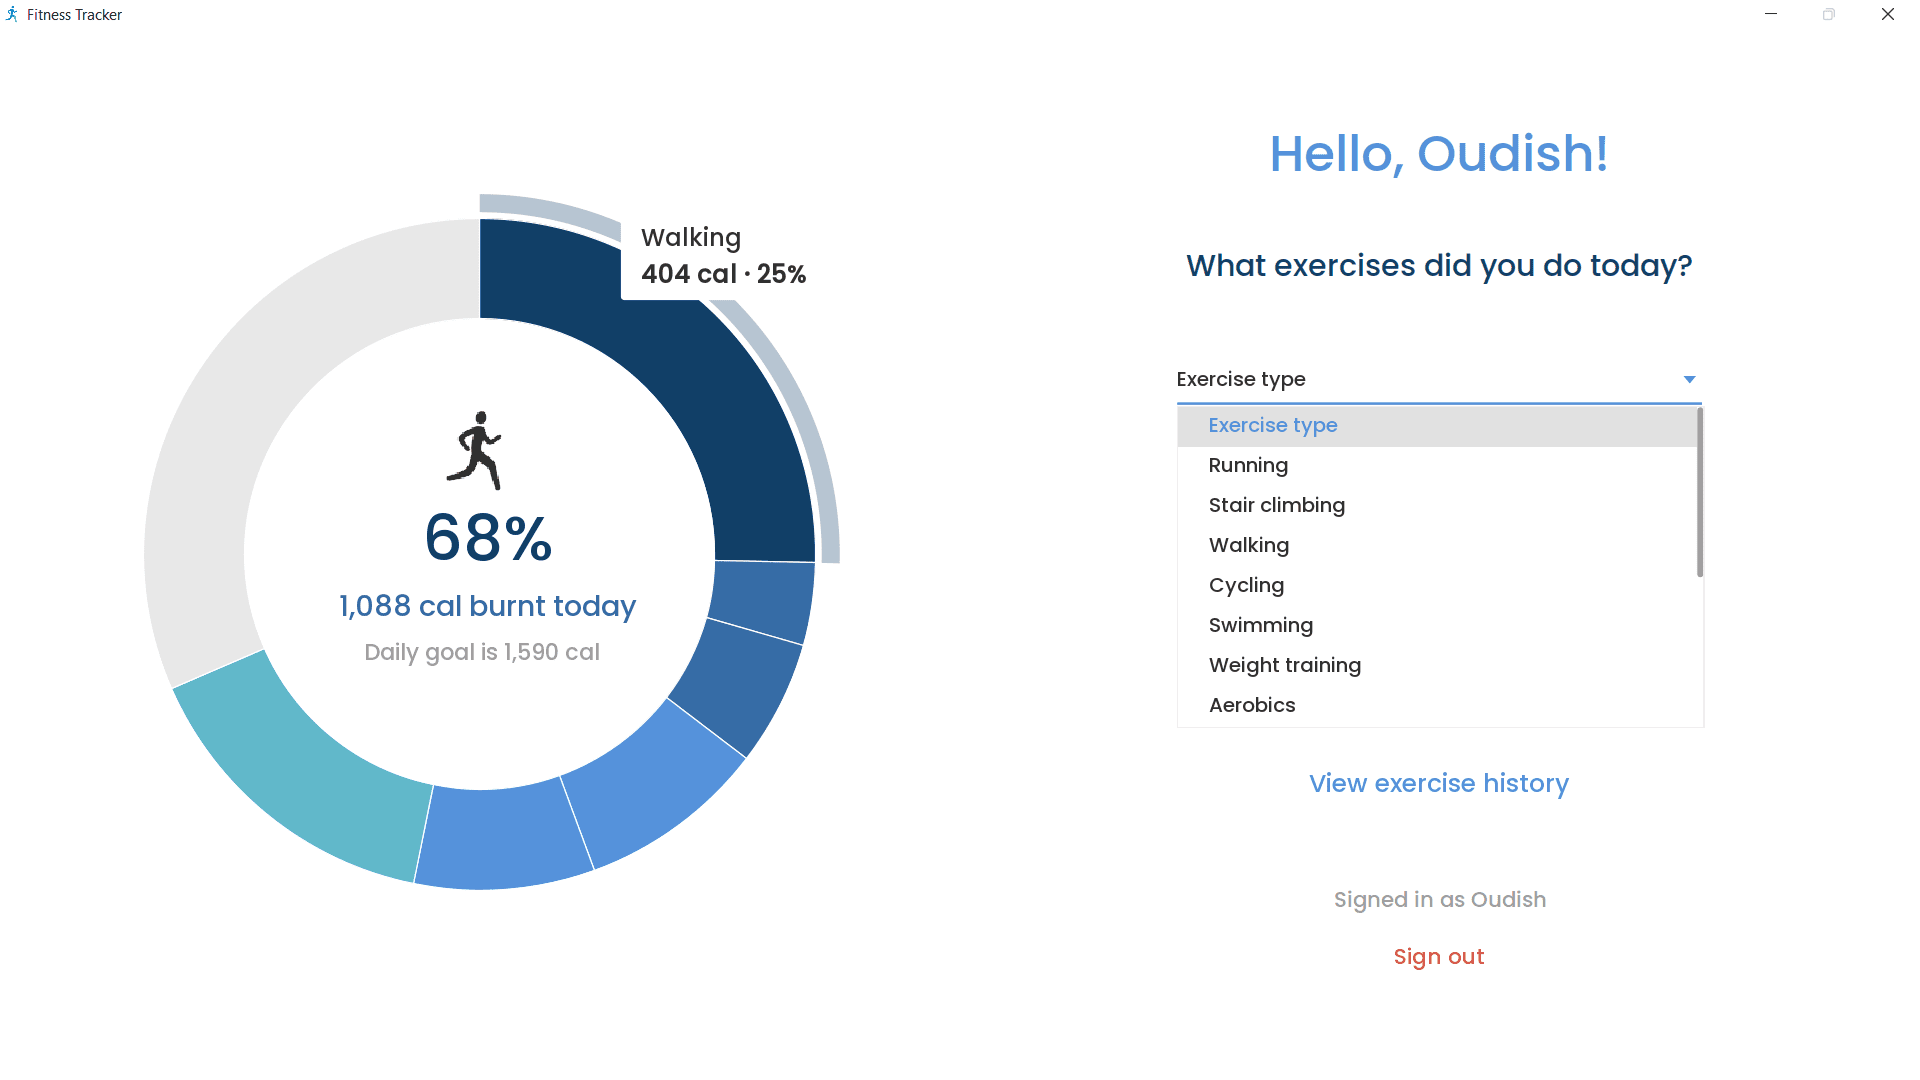 Fitness Tracker
Walking
404 cal · 25%
68%
1,088 cal burnt today
Daily goal is 1,590 cal
Hello, Oudish!
What exercises did you do today?
Exercise type
Exercise type
Running
Stair climbing
Walking
Cycling
Swimming
Weight training
Aerobics
View exercise history
Signed in as Oudish
Sign out